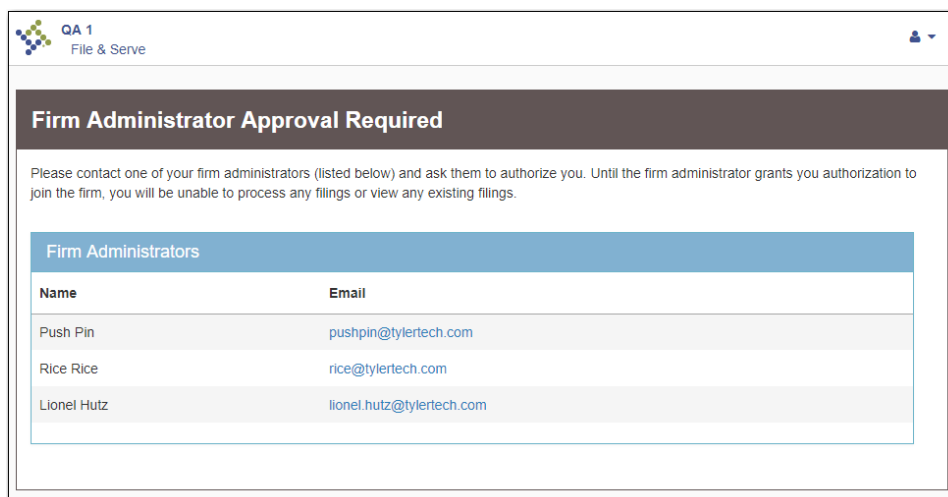 QA 1
File & Serve
Firm Administrator Approval Required
Please contact one of your firm administrators (listed below) and ask them to authorize you. Until the firm administrator grants you authorization to
join the firm, you will be unable to process any filings or view any existing filings.
Firm Administrators
Name Email
Push Pin pushpin@tylertech.com
Rice Rice rice@tylertech.com
Lionel Hutz lionel.hutz@tylertech.com